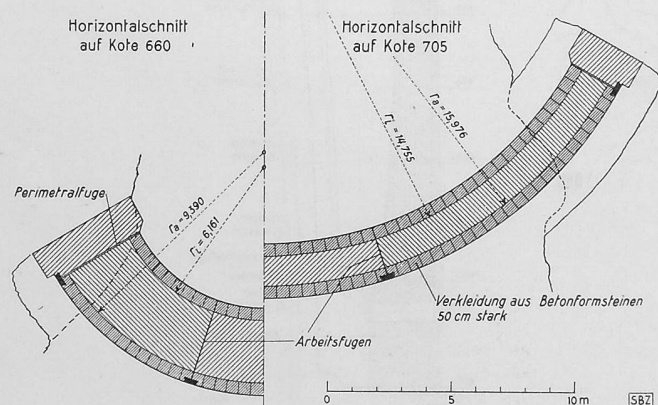 Horizontalschnitt
auf Kote 660
Horizontalschnitt
auf Kote 705
ra = 15,976
ri = 14,755
Perimetralfuge
ra = 9,390
ri = 6,161
Verkleidung aus Betonformsteinen
50 cm stark
Arbeitsfugen
0 5 10 m
SBZ